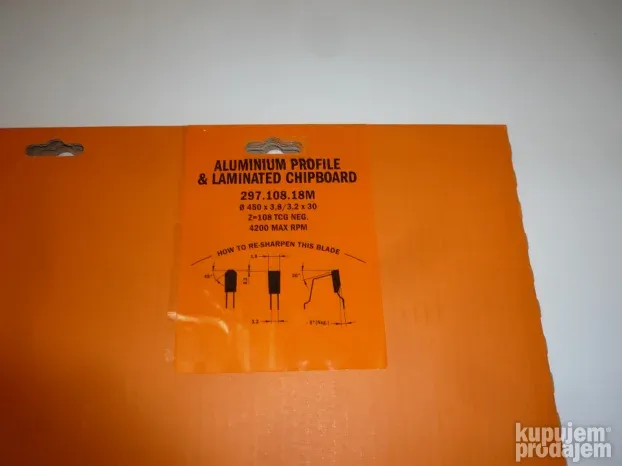 ALUMINIUM PROFILE
& LAMINATED CHIPBOARD
297.108.18M
Ø 450 x 3,8/3,2 x 30
Z=108 TCG NEG.
4200 MAX RPM
HOW TO RE-SHARPEN THIS BLADE
kupujem
prodajem